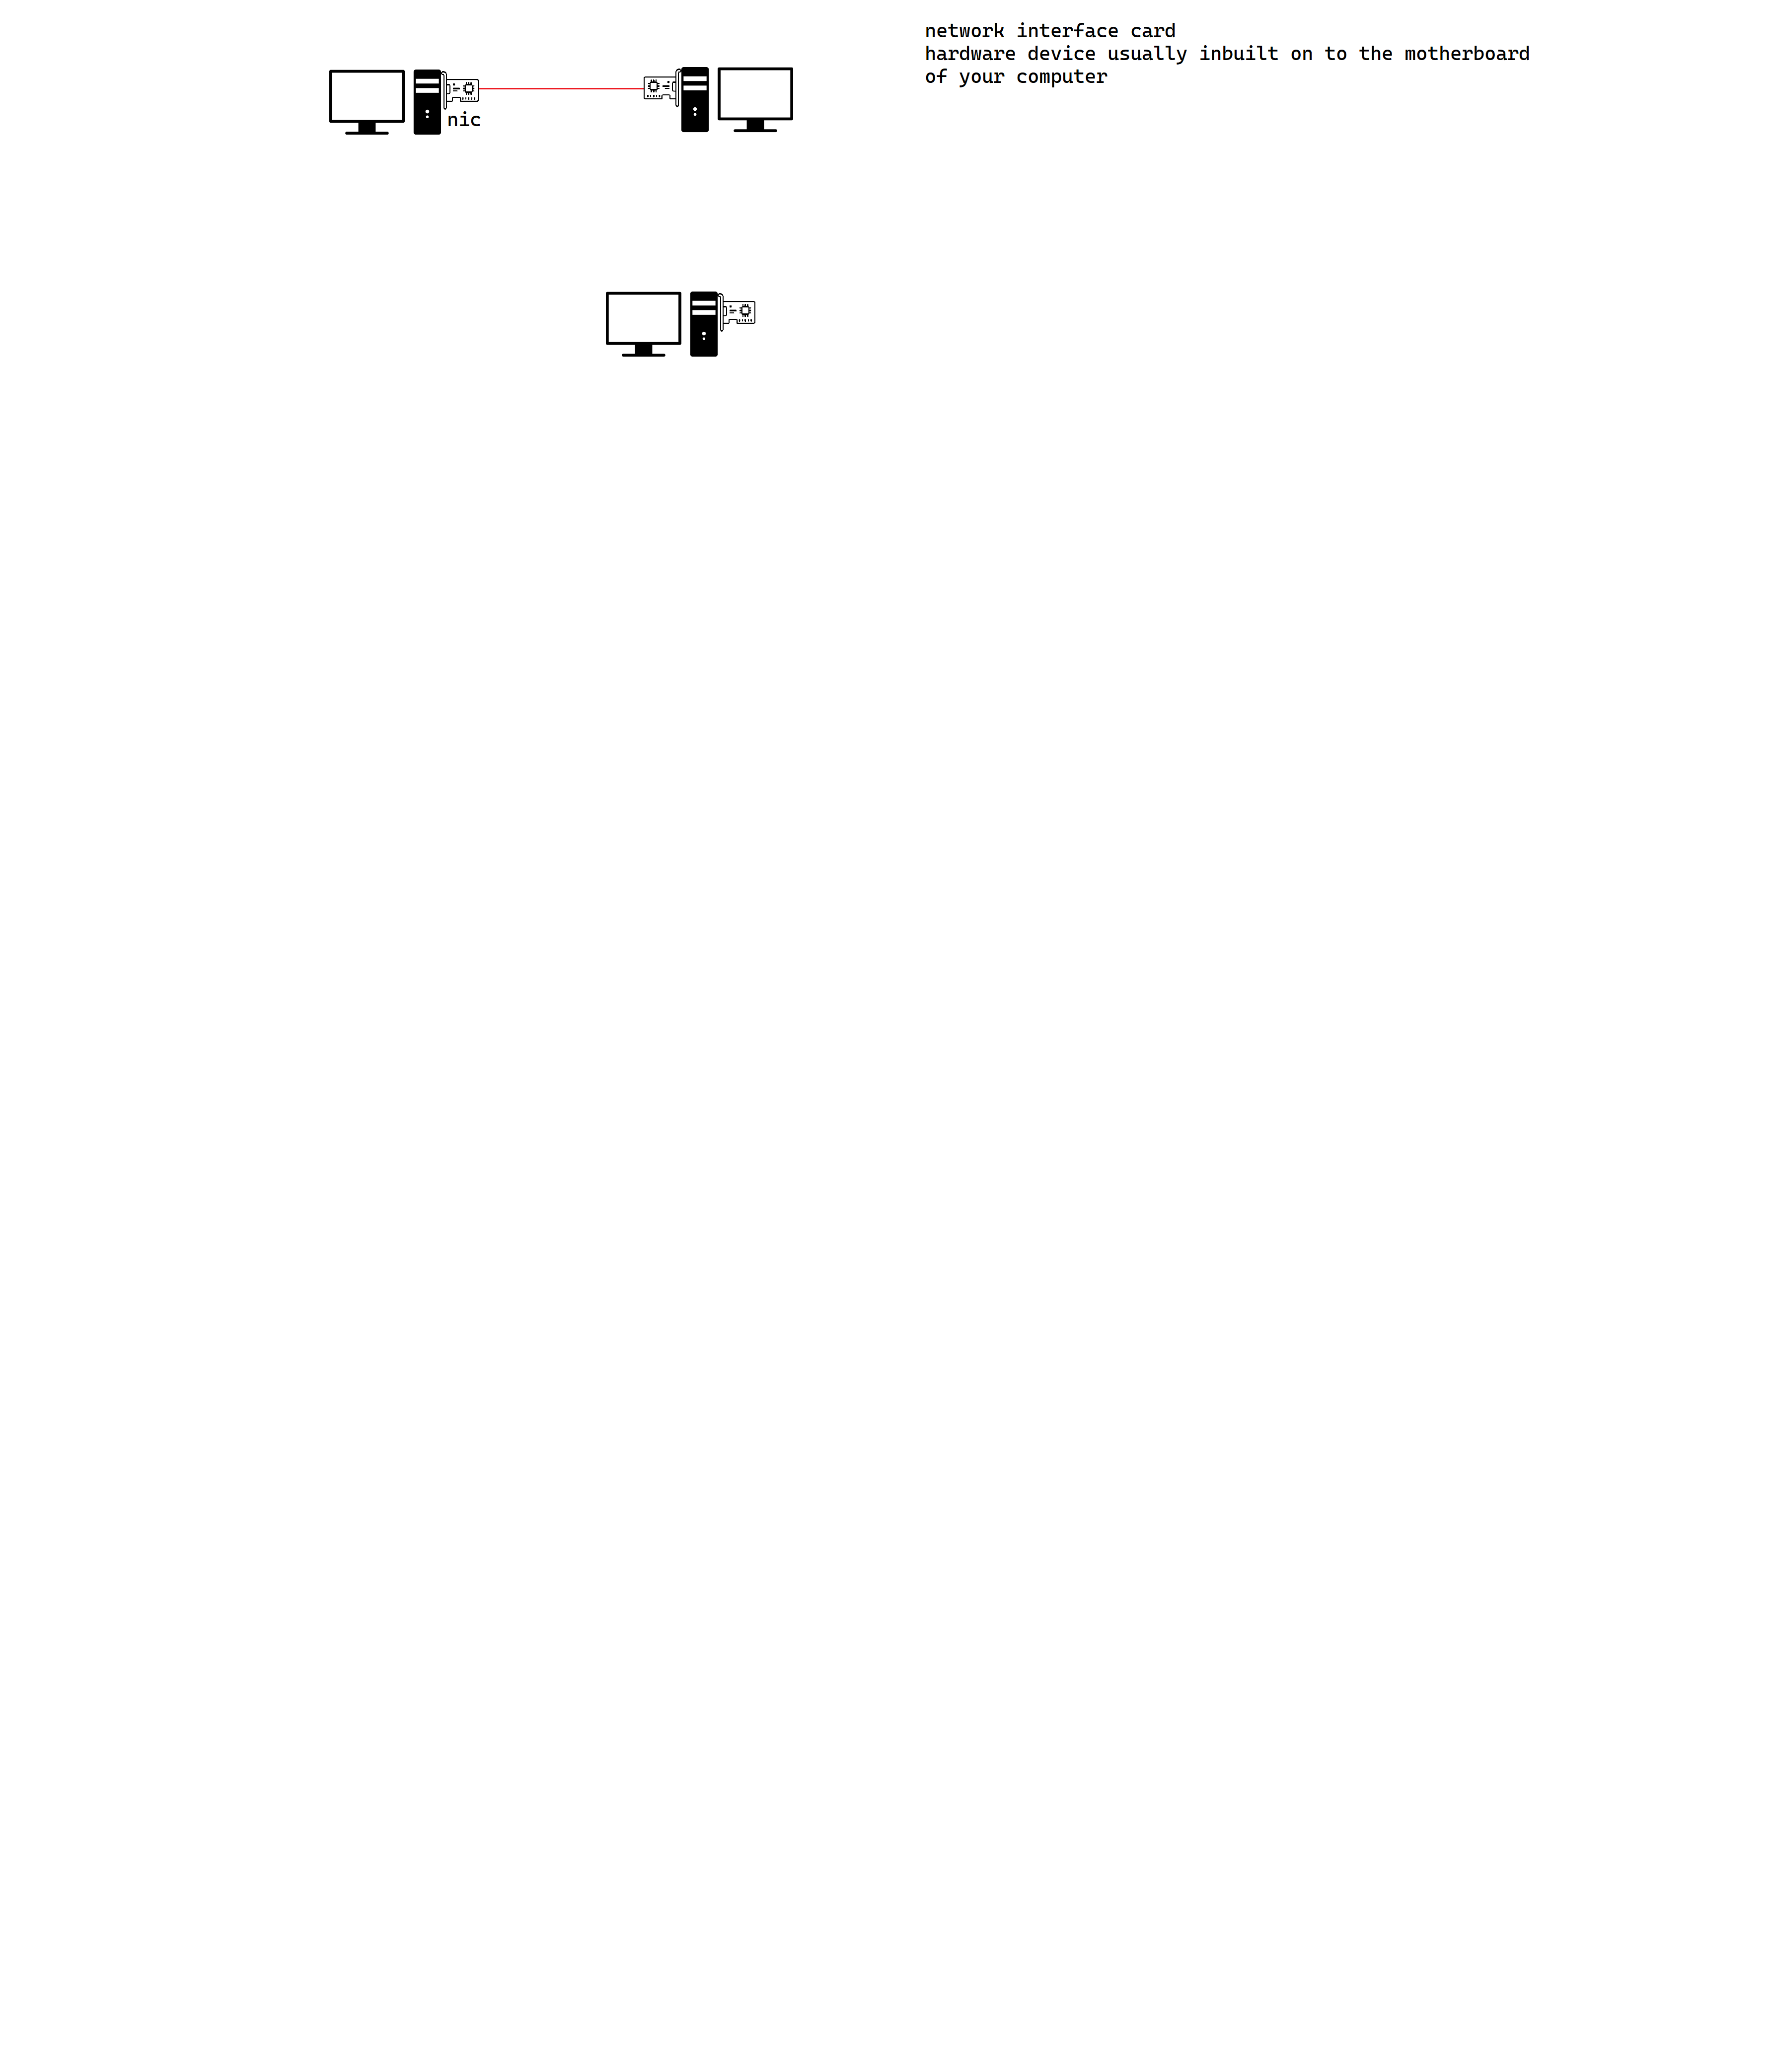 network interface card
hardware device usually inbuilt on to the motherboard
of your computer
nic